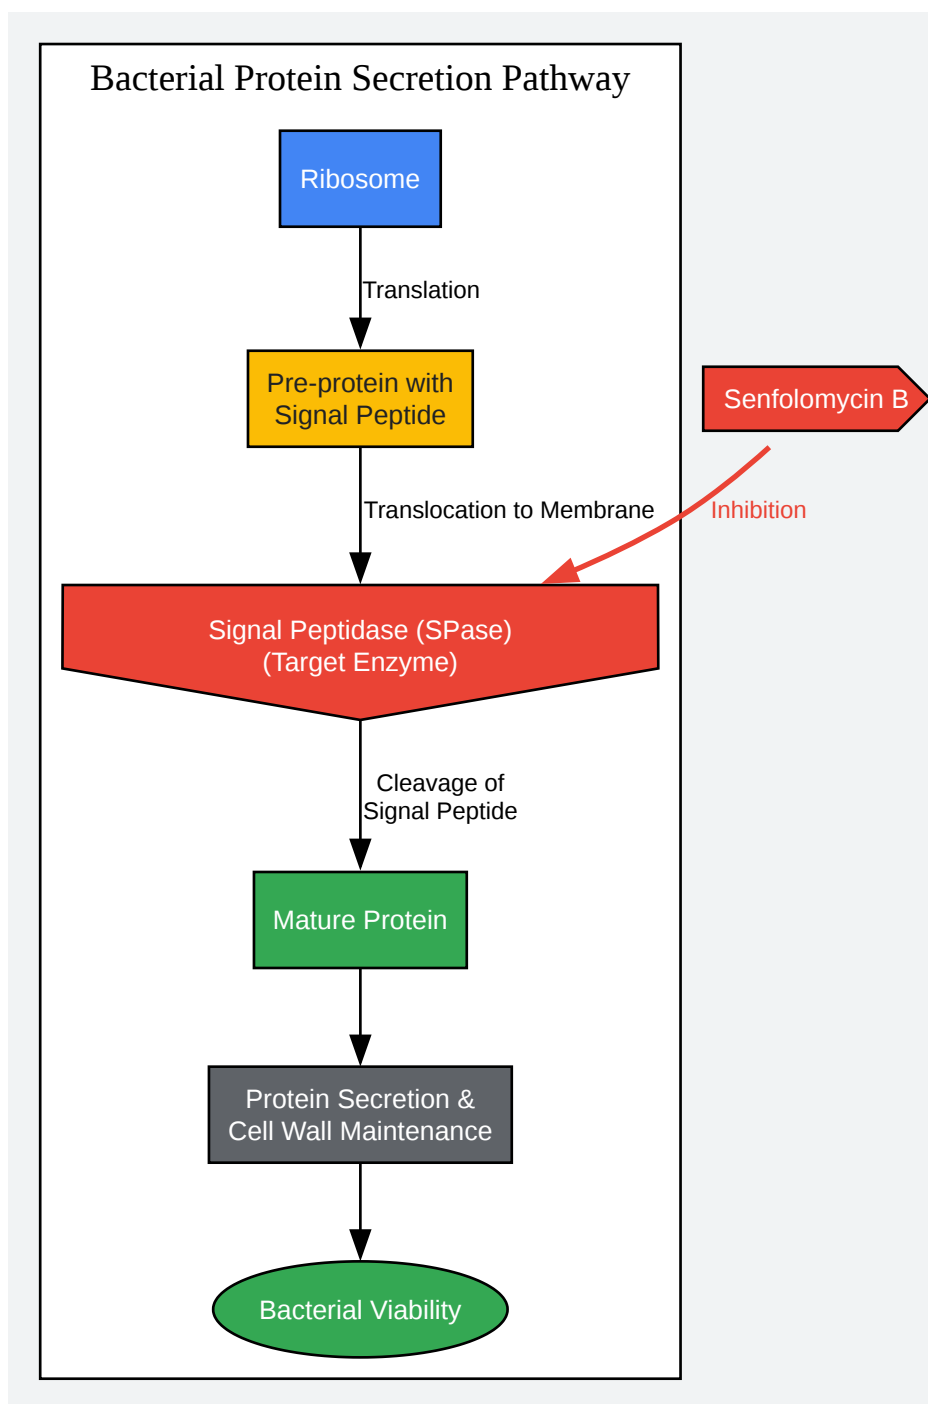 Bacterial Protein Secretion Pathway
Ribosome
Translation
Pre-protein with
Signal Peptide
Senfolomycin B
Translocation to Membrane
Inhibition
Signal Peptidase (SPase)
(Target Enzyme)
Cleavage of
Signal Peptide
Mature Protein
Protein Secretion &
Cell Wall Maintenance
Bacterial Viability